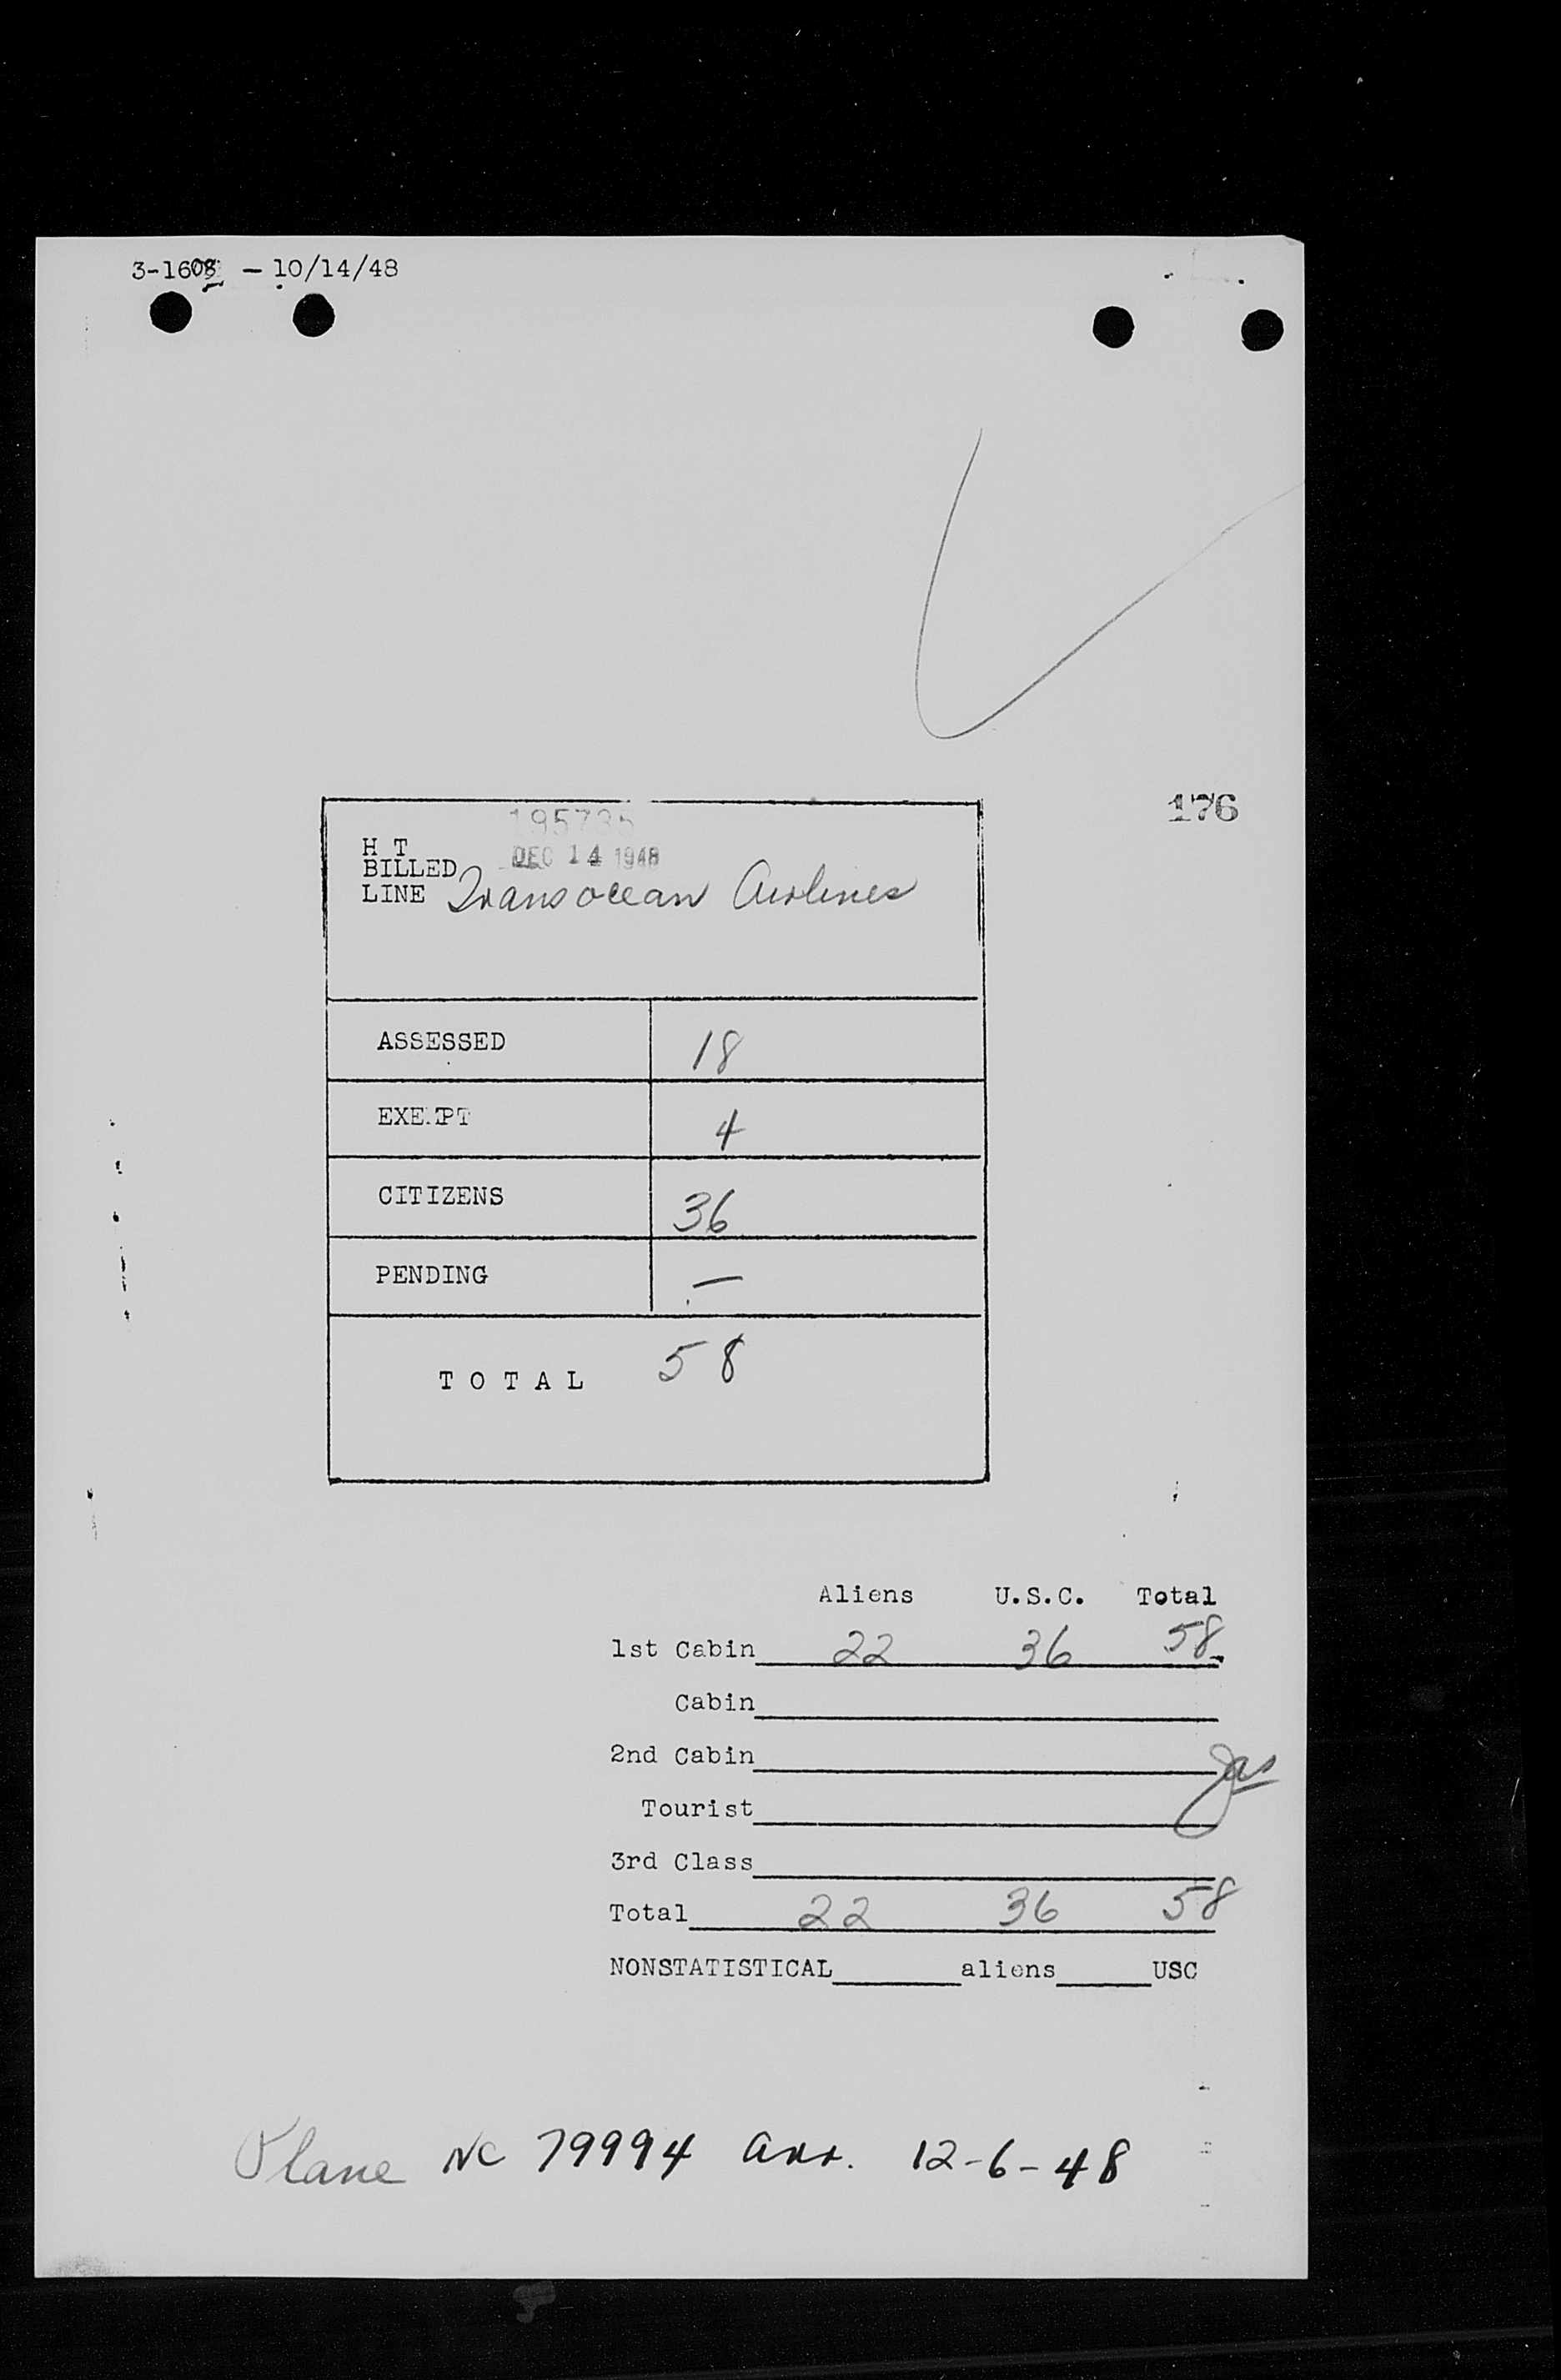 3-1608 - 10/14/48
176
195735
H T
BILLED DEC 14 1948
LINE Transocean Airlines
ASSESSED 18
EXEMPT 4
CITIZENS 36
PENDING —
TOTAL 58
Aliens U.S.C. Total
1st Cabin 22 36 58
Cabin
2nd Cabin
Tourist
3rd Class
Total 22 36 58
NONSTATISTICAL aliens USC
Plane NC 79994 arr. 12-6-48